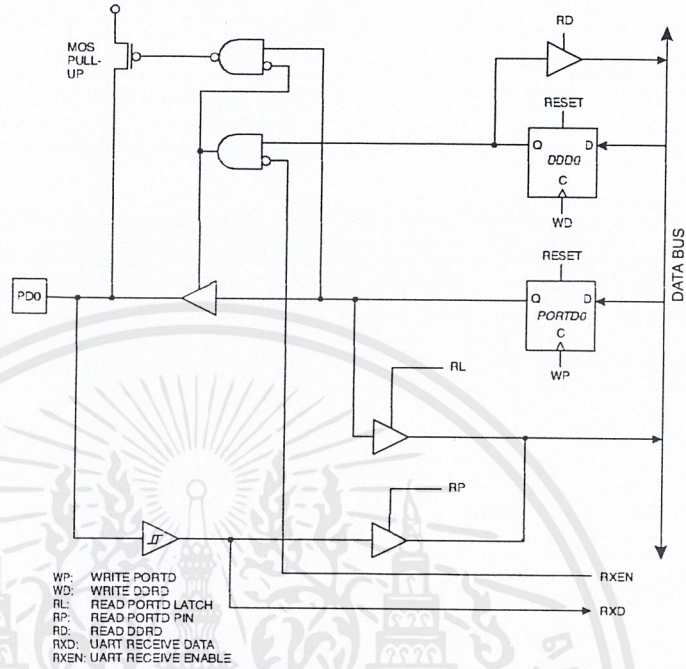 RD
MOS
PULL-
UP
RESET
Q D
DDD0
C
WD
RESET
PD0
Q D
PORTD0
C
WP
DATA BUS
RL
RP
RXEN
RXD
WP: WRITE PORTD
WD: WRITE DDRD
RL: READ PORTD LATCH
RP: READ PORTD PIN
RD: READ DDRD
RXD: UART RECEIVE DATA
RXEN: UART RECEIVE ENABLE